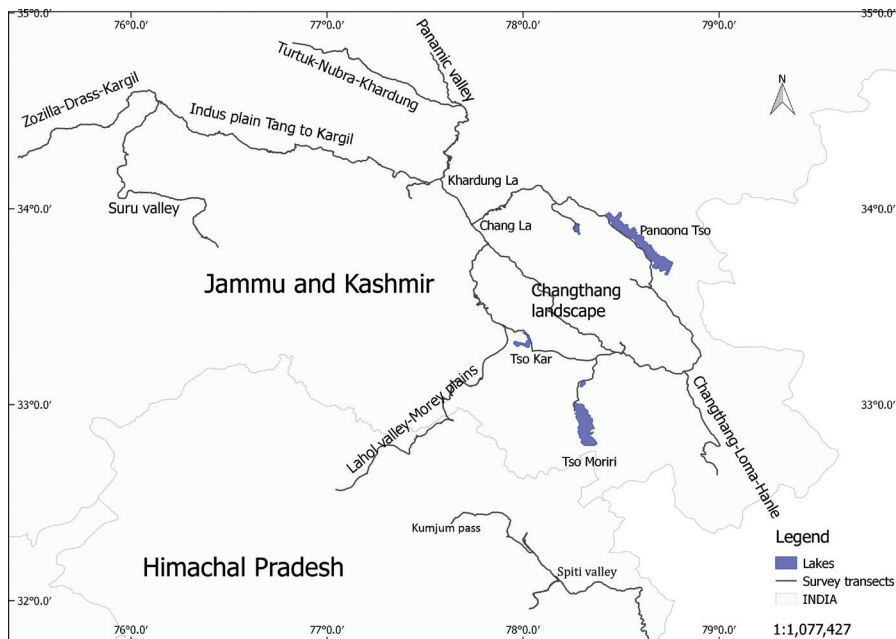 76°0.0'
77°0.0'
78°0.0'
79°0.0'
35°0.0'
35°0.0'
Panamic valley
Turtuk-Nubra-Khardung
Zozilla-Drass-Kargil
N
Indus plain Tang to Kargil
Khardung La
34°0.0'
Suru valley
34°0.0'
Chang La
Pangong Tso
Jammu and Kashmir
Changthang
landscape
Tso Kar
33°0.0'
33°0.0'
Lahol valley-Morey plains
Changthang-Loma-Hanle
Tso Moriri
Kumjum pass
Legend
Lakes
Survey transects
INDIA
Himachal Pradesh
Spiti valley
32°0.0'
1:1,077,427
76°0.0'
77°0.0'
78°0.0'
79°0.0'